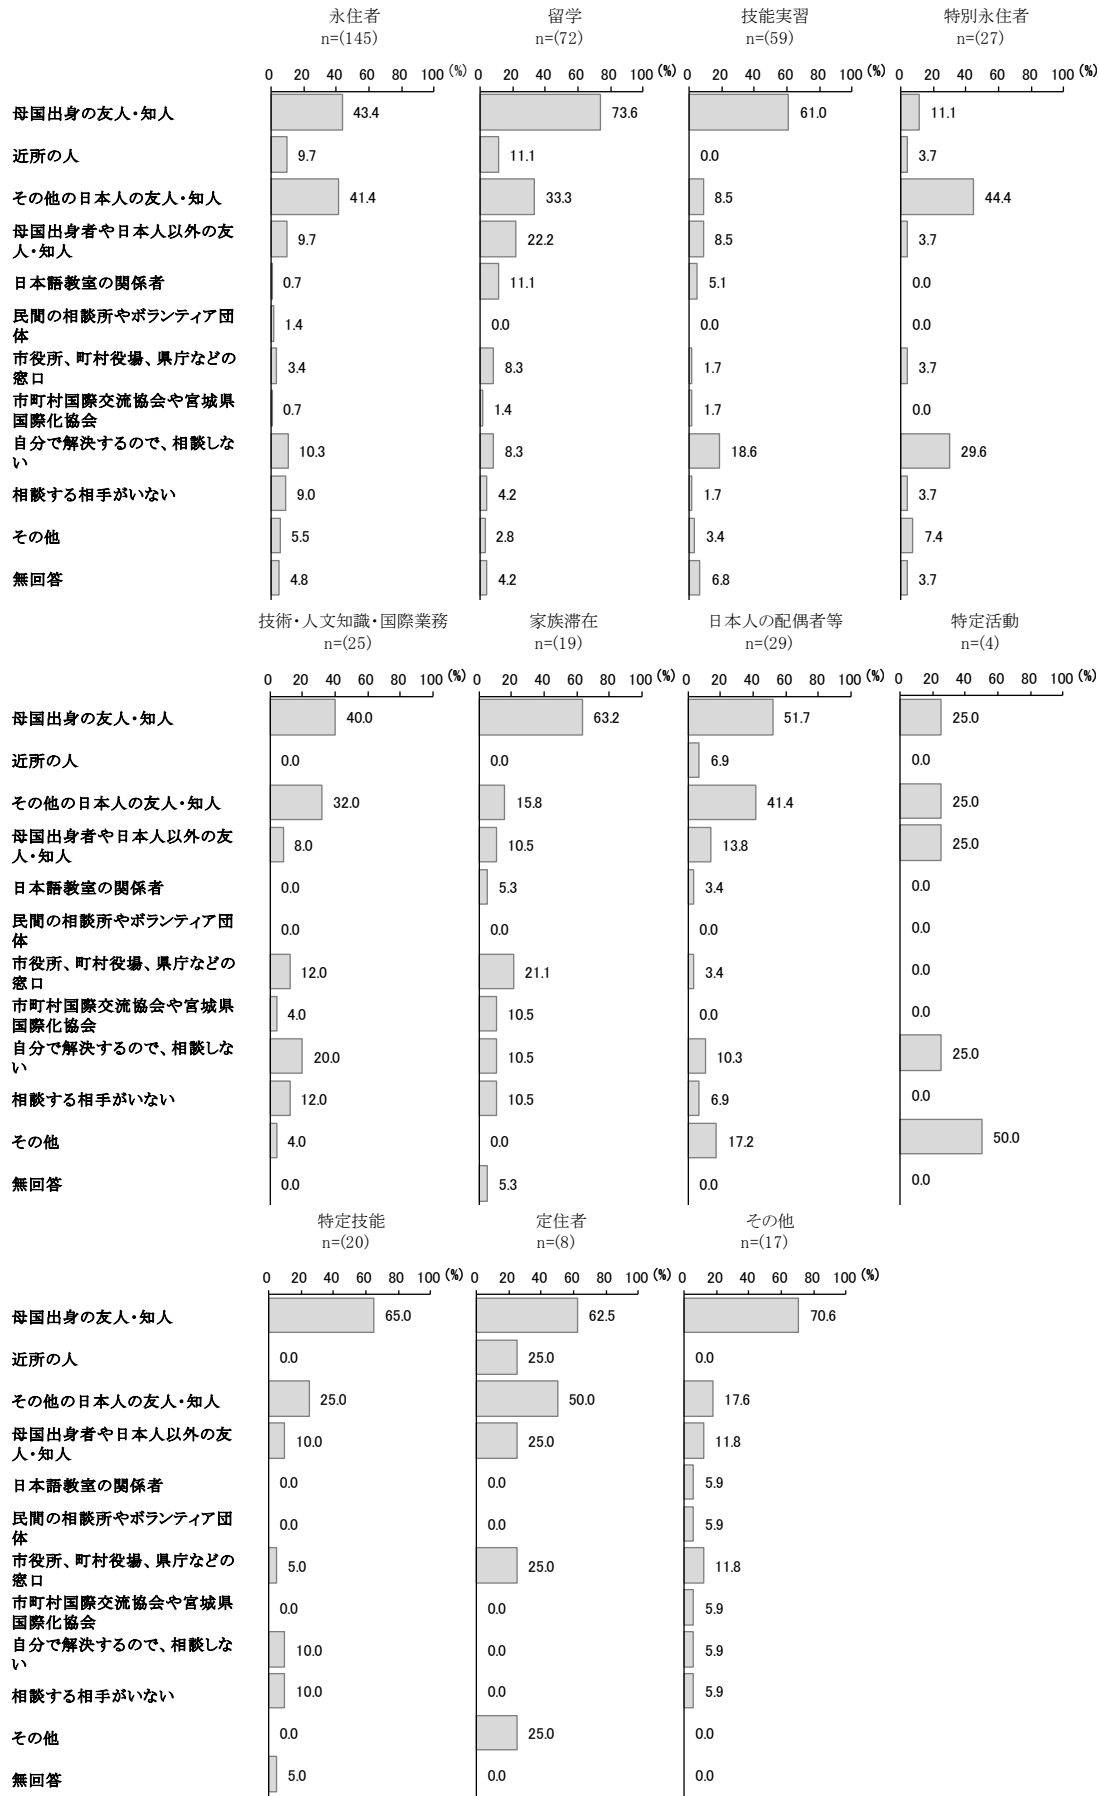 永住者 留学 技能実習 特別永住者
n=(145) n=(72) n=(59) n=(27)
0 20 40 60 80 100 (%) 0 20 40 60 80 100 (%) 0 20 40 60 80 100 (%) 0 20 40 60 80 100 (%)
母国出身の友人・知人 43.4 73.6 61.0 11.1
近所の人 9.7 11.1 0.0 3.7
その他の日本人の友人・知人 41.4 33.3 8.5 44.4
母国出身者や日本人以外の友
人・知人 9.7 22.2 8.5 3.7
日本語教室の関係者 0.7 11.1 5.1 0.0
民間の相談所やボランティア団
体 1.4 0.0 0.0 0.0
市役所、町村役場、県庁などの
窓口 3.4 8.3 1.7 3.7
市町村国際交流協会や宮城県
国際化協会 0.7 1.4 1.7 0.0
自分で解決するので、相談しな
い 10.3 8.3 18.6 29.6
相談する相手がいない 9.0 4.2 1.7 3.7
その他 5.5 2.8 3.4 7.4
無回答 4.8 4.2 6.8 3.7
技術・人文知識・国際業務 家族滞在 日本人の配偶者等 特定活動
n=(25) n=(19) n=(29) n=(4)
0 20 40 60 80 100 (%) 0 20 40 60 80 100 (%) 0 20 40 60 80 100 (%) 0 20 40 60 80 100 (%)
母国出身の友人・知人 40.0 63.2 51.7 25.0
近所の人 0.0 0.0 6.9 0.0
その他の日本人の友人・知人 32.0 15.8 41.4 25.0
母国出身者や日本人以外の友
人・知人 8.0 10.5 13.8 25.0
日本語教室の関係者 0.0 5.3 3.4 0.0
民間の相談所やボランティア団
体 0.0 0.0 0.0 0.0
市役所、町村役場、県庁などの
窓口 12.0 21.1 3.4 0.0
市町村国際交流協会や宮城県
国際化協会 4.0 10.5 0.0 0.0
自分で解決するので、相談しな
い 20.0 10.5 10.3 25.0
相談する相手がいない 12.0 10.5 6.9 0.0
その他 4.0 0.0 17.2 50.0
無回答 0.0 5.3 0.0 0.0
特定技能 定住者 その他
n=(20) n=(8) n=(17)
0 20 40 60 80 100 (%) 0 20 40 60 80 100 (%) 0 20 40 60 80 100 (%)
母国出身の友人・知人 65.0 62.5 70.6
近所の人 0.0 25.0 0.0
その他の日本人の友人・知人 25.0 50.0 17.6
母国出身者や日本人以外の友
人・知人 10.0 25.0 11.8
日本語教室の関係者 0.0 0.0 5.9
民間の相談所やボランティア団
体 0.0 0.0 5.9
市役所、町村役場、県庁などの
窓口 5.0 25.0 11.8
市町村国際交流協会や宮城県
国際化協会 0.0 0.0 5.9
自分で解決するので、相談しな
い 10.0 0.0 5.9
相談する相手がいない 10.0 0.0 5.9
その他 0.0 25.0 0.0
無回答 5.0 0.0 0.0